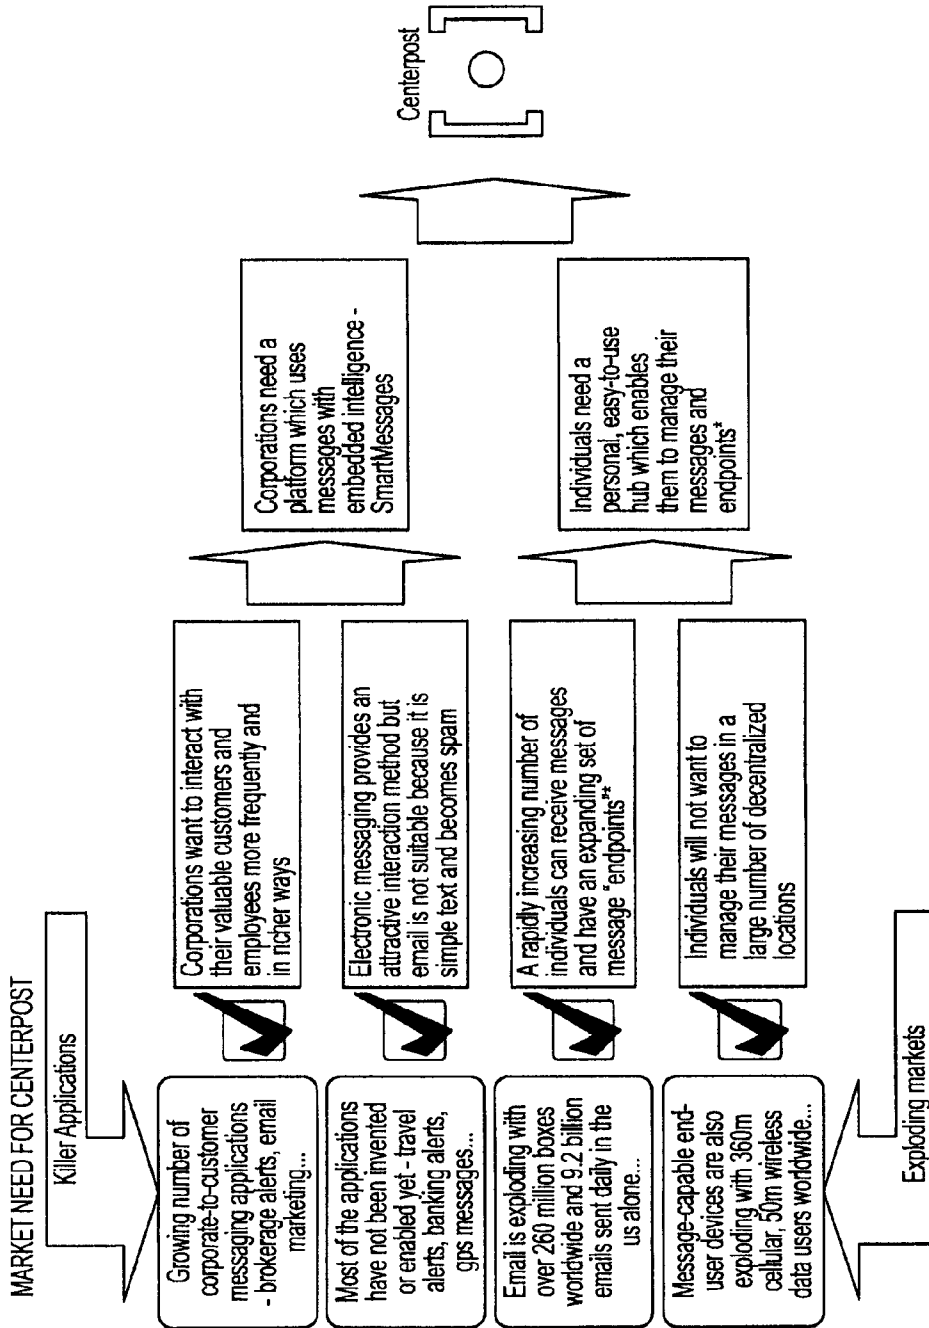 MARKET NEED FOR CENTERPOST
Killer Applications
Growing number of
corporate-to-customer
messaging applications
- brokerage alerts, email
marketing...
Corporations want to interact with
their valuable customers and
employees more frequently and
in richer ways
Most of the applications
have not been invented
or enabled yet - travel
alerts, banking alerts,
gps messages...
Electronic messaging provides an
attractive interaction method but
email is not suitable because it is
simple text and becomes spam
Corporations need a
platform which uses
messages with
embedded intelligence -
SmartMessages
Email is exploding with
over 260 million boxes
worldwide and 9.2 billion
emails sent daily in the
us alone...
A rapidly increasing number of
individuals can receive messages
and have an expanding set of
message "endpoints"*
Message-capable end-
user devices are also
exploding with 360m
cellular, 50m wireless
data users worldwide...
Individuals will not want to
manage their messages in a
large number of decentralized
locations
Individuals need a
personal, easy-to-use
hub which enables
them to manage their
messages and
endpoints*
Centerpost
Exploding markets